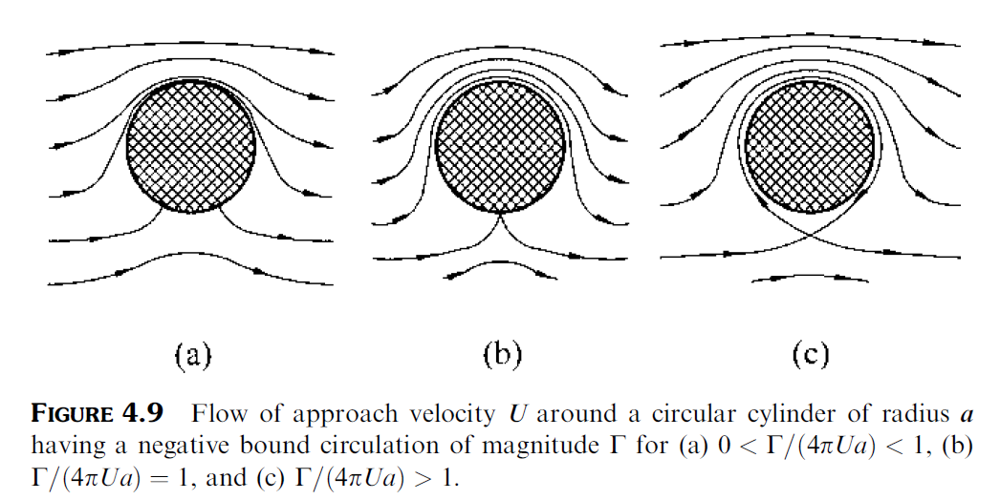 (a) (b) (c)
FIGURE 4.9 Flow of approach velocity U around a circular cylinder of radius a
having a negative bound circulation of magnitude Γ for (a) 0 < Γ/(4πUa) < 1, (b)
Γ/(4πUa) = 1, and (c) Γ/(4πUa) > 1.